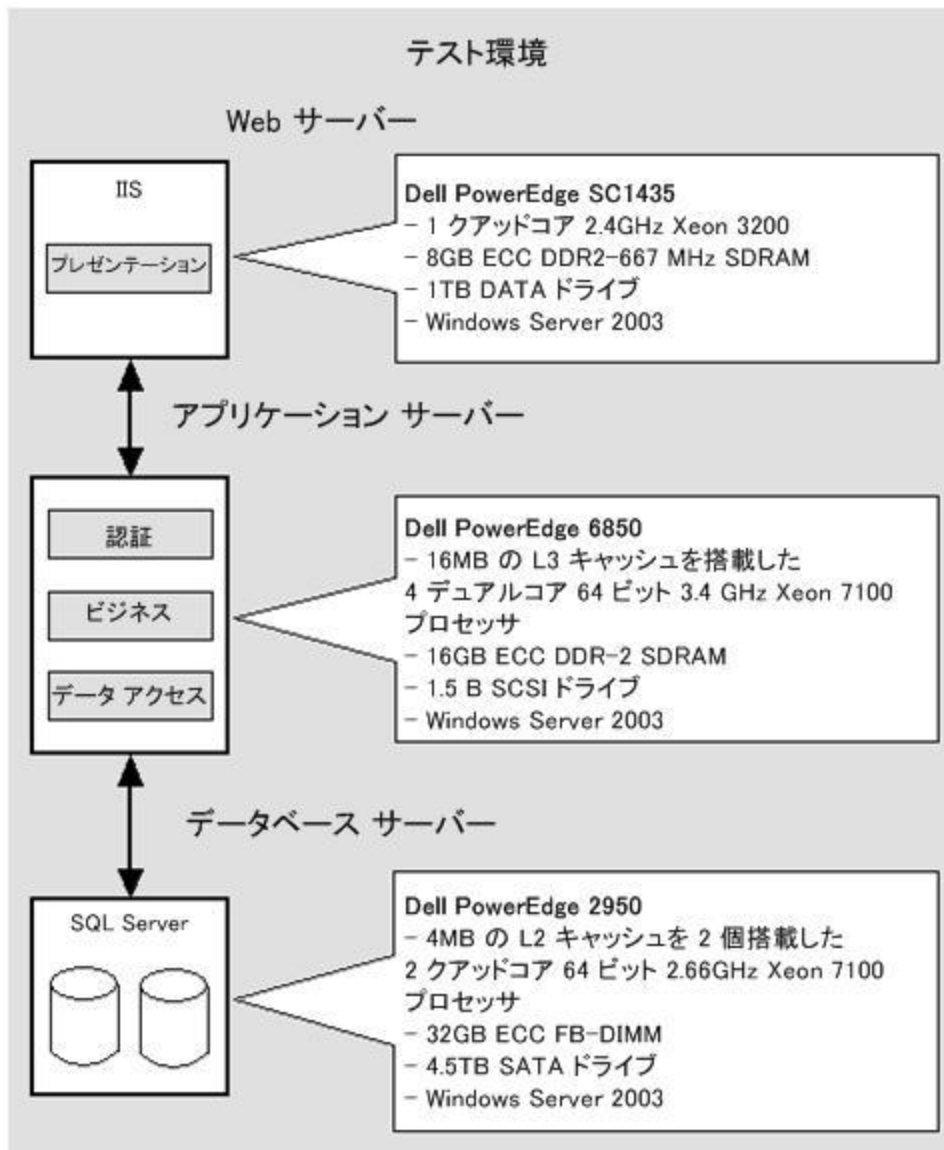 テスト環境
Web サーバー
IIS
プレゼンテーション
Dell PowerEdge SC1435
- 1 クアッドコア 2.4GHz Xeon 3200
- 8GB ECC DDR2-667 MHz SDRAM
- 1TB DATA ドライブ
- Windows Server 2003
アプリケーション サーバー
認証
ビジネス
データ アクセス
Dell PowerEdge 6850
- 16MB の L3 キャッシュを搭載した
4 デュアルコア 64 ビット 3.4 GHz Xeon 7100
プロセッサ
- 16GB ECC DDR-2 SDRAM
- 1.5 B SCSI ドライブ
- Windows Server 2003
データベース サーバー
SQL Server
Dell PowerEdge 2950
- 4MB の L2 キャッシュを 2 個搭載した
2 クアッドコア 64 ビット 2.66GHz Xeon 7100
プロセッサ
- 32GB ECC FB-DIMM
- 4.5TB SATA ドライブ
- Windows Server 2003